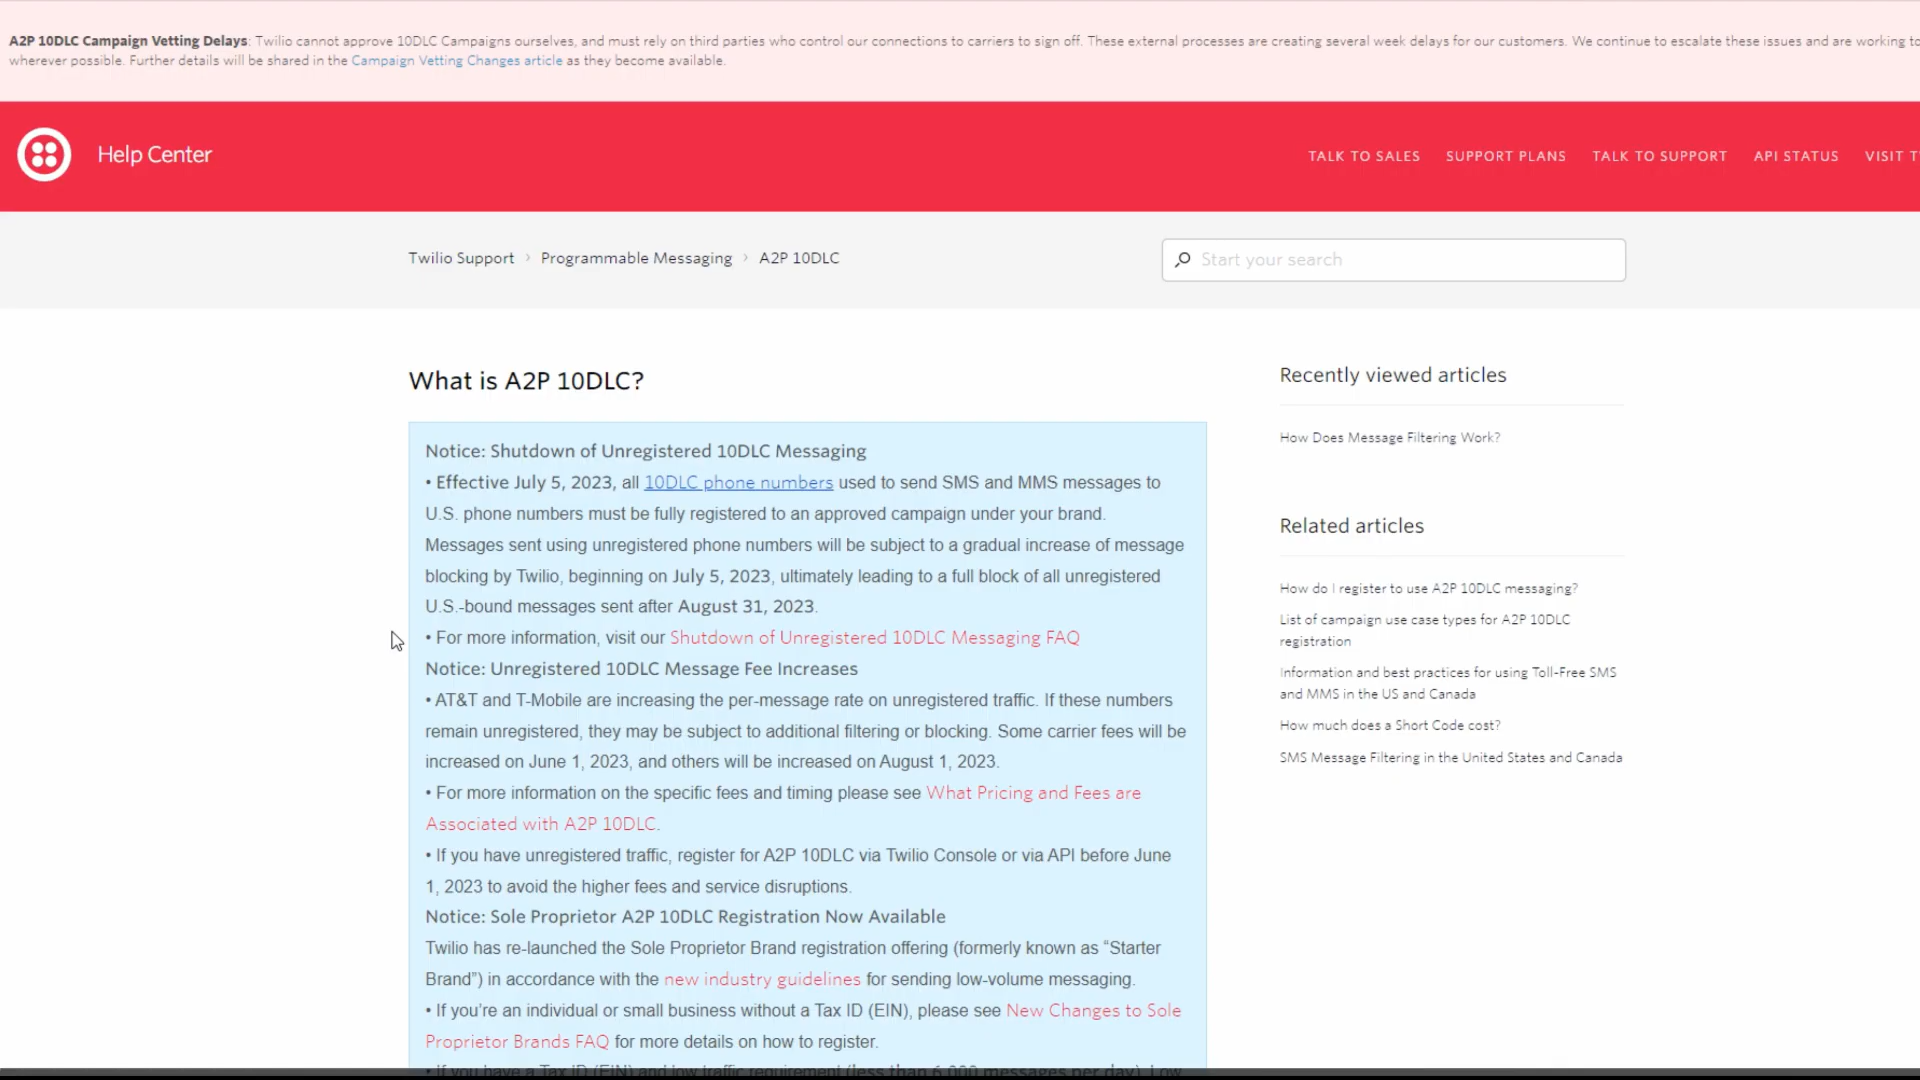 A2P 10DLC Campaign Vetting Delays: Twilio cannot approve 10DLC Campaigns ourselves, and must rely on third parties who control our connections to carriers to sign off. These external processes are creating several week delays for our customers. We continue to escalate these issues and are working to
wherever possible. Further details will be shared in the Campaign Vetting Changes article as they become available.
Help Center
TALK TO SALES SUPPORT PLANS TALK TO SUPPORT API STATUS VISIT T
Twilio Support › Programmable Messaging › A2P 10DLC
Start your search
What is A2P 10DLC?
Notice: Shutdown of Unregistered 10DLC Messaging
• Effective July 5, 2023, all 10DLC phone numbers used to send SMS and MMS messages to
U.S. phone numbers must be fully registered to an approved campaign under your brand.
Messages sent using unregistered phone numbers will be subject to a gradual increase of message
blocking by Twilio, beginning on July 5, 2023, ultimately leading to a full block of all unregistered
U.S.-bound messages sent after August 31, 2023.
• For more information, visit our Shutdown of Unregistered 10DLC Messaging FAQ
Notice: Unregistered 10DLC Message Fee Increases
• AT&T and T-Mobile are increasing the per-message rate on unregistered traffic. If these numbers
remain unregistered, they may be subject to additional filtering or blocking. Some carrier fees will be
increased on June 1, 2023, and others will be increased on August 1, 2023.
• For more information on the specific fees and timing please see What Pricing and Fees are
Associated with A2P 10DLC.
• If you have unregistered traffic, register for A2P 10DLC via Twilio Console or via API before June
1, 2023 to avoid the higher fees and service disruptions.
Notice: Sole Proprietor A2P 10DLC Registration Now Available
Twilio has re-launched the Sole Proprietor Brand registration offering (formerly known as “Starter
Brand”) in accordance with the new industry guidelines for sending low-volume messaging.
• If you’re an individual or small business without a Tax ID (EIN), please see New Changes to Sole
Proprietor Brands FAQ for more details on how to register.
• If you have a Tax ID (EIN) and low traffic requirement (less than 6,000 messages per day), Low
Recently viewed articles
How Does Message Filtering Work?
Related articles
How do I register to use A2P 10DLC messaging?
List of campaign use case types for A2P 10DLC
registration
Information and best practices for using Toll-Free SMS
and MMS in the US and Canada
How much does a Short Code cost?
SMS Message Filtering in the United States and Canada